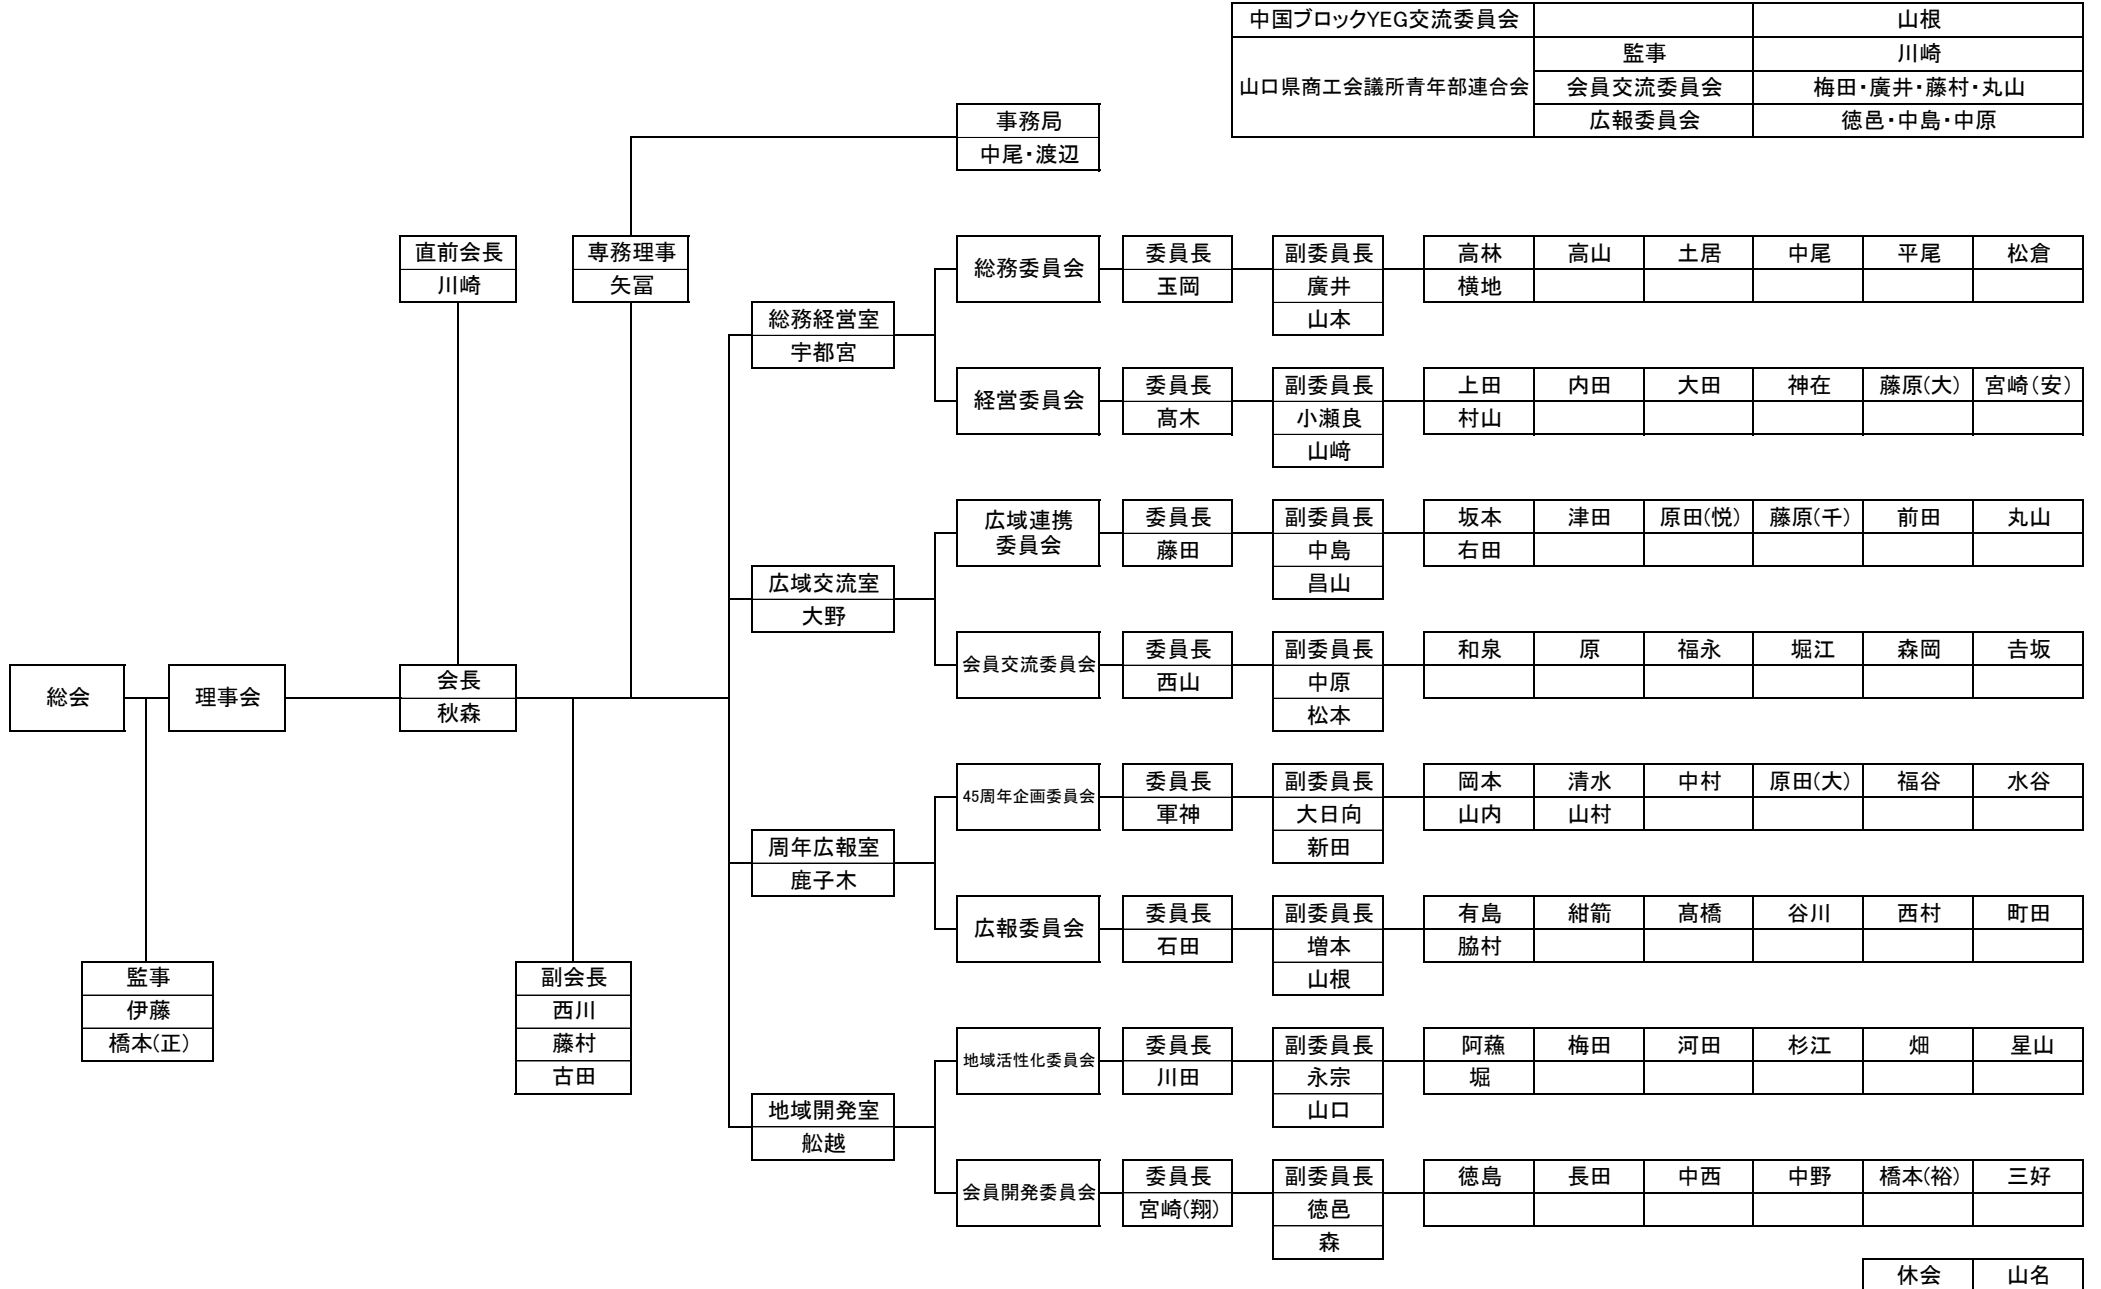 中国ブロックYEG交流委員会 山根
山口県商工会議所青年部連合会
監事 川崎
会員交流委員会 梅田・廣井・藤村・丸山
広報委員会 徳邑・中島・中原
事務局
中尾・渡辺
直前会長
川崎
専務理事
矢冨
総会
理事会
会長
秋森
監事
伊藤
橋本(正)
副会長
西川
藤村
古田
総務経営室
宇都宮
総務委員会
委員長
玉岡
副委員長
廣井
山本
高林 高山 土居 中尾 平尾 松倉
横地
経営委員会
委員長
髙木
副委員長
小瀬良
山﨑
上田 内田 大田 神在 藤原(大) 宮崎(安)
村山
広域交流室
大野
広域連携
委員会
委員長
藤田
副委員長
中島
昌山
坂本 津田 原田(悦) 藤原(千) 前田 丸山
右田
会員交流委員会
委員長
西山
副委員長
中原
松本
和泉 原 福永 堀江 森岡 吉坂
周年広報室
鹿子木
45周年企画委員会
委員長
軍神
副委員長
大日向
新田
岡本 清水 中村 原田(大) 福谷 水谷
山内 山村
広報委員会
委員長
石田
副委員長
増本
山根
有島 紺箭 髙橋 谷川 西村 町田
脇村
地域開発室
舩越
地域活性化委員会
委員長
川田
副委員長
永宗
山口
阿蘓 梅田 河田 杉江 畑 星山
堀
会員開発委員会
委員長
宮崎(翔)
副委員長
徳邑
森
徳島 長田 中西 中野 橋本(裕) 三好
休会 山名